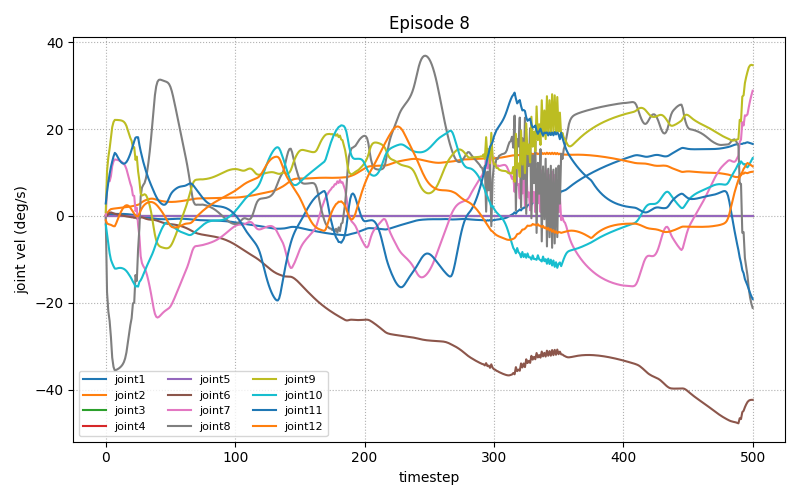 Episode 8
joint vel (deg/s)
40
20
0
−20
−40
joint1 joint5 joint9
joint2 joint6 joint10
joint3 joint7 joint11
joint4 joint8 joint12
0 100 200 300 400 500
timestep